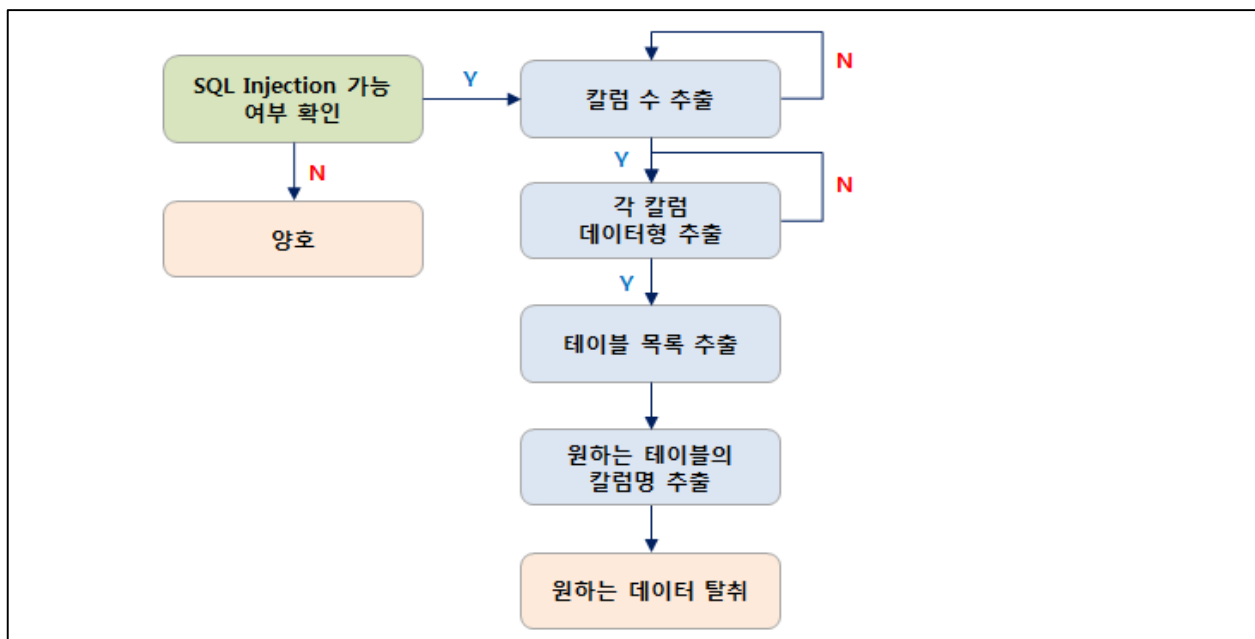 SQL Injection 가능
여부 확인
Y
칼럼 수 추출
N
N
양호
Y
각 칼럼
데이터형 추출
N
Y
테이블 목록 추출
원하는 테이블의
칼럼명 추출
원하는 데이터 탈취